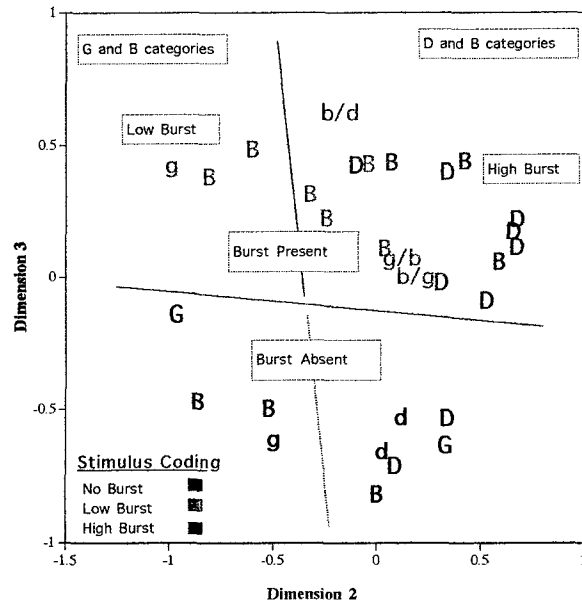 1
G and B categories
D and B categories
b/d
Low Burst
0.5
B
g
B
D
B
B
D
B
High Burst
B
B
D
D
D
B
Burst Present
B
g/b
b/g
D
D
0
G
Dimension 3
Burst Absent
B
B
-0.5
g
d
D
G
d
D
B
Stimulus Coding
No Burst
Low Burst
High Burst
-1
-1.5
-1
-0.5
0
0.5
1
Dimension 2